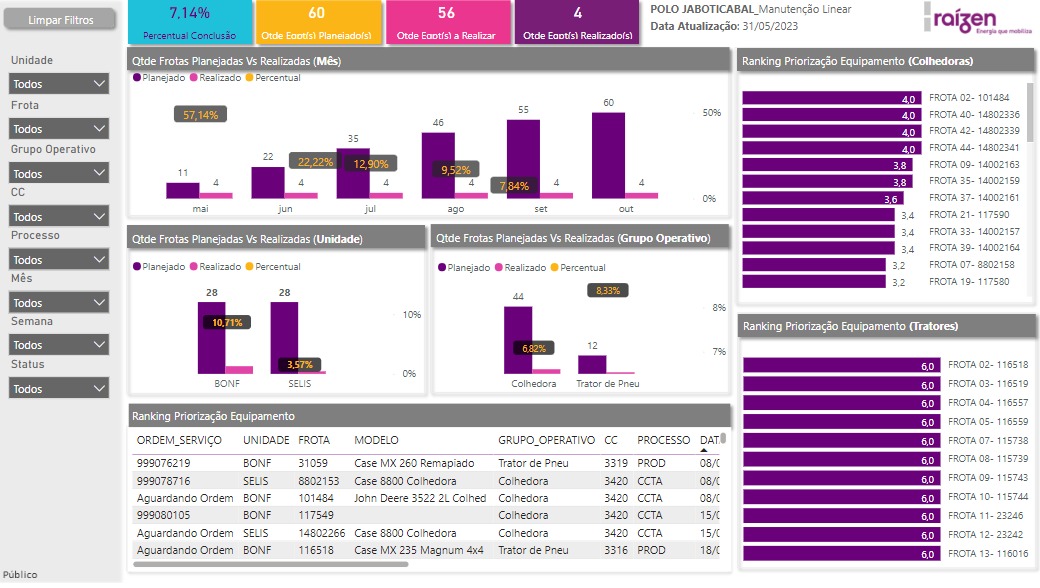 Limpar Filtros
7,14%
Percentual Conclusão
60
Qtde Eqpt(s) Planejado(s)
56
Qtde Eqpt(s) a Realizar
4
Qtde Eqpt(s) Realizado(s)
POLO JABOTICABAL_Manutenção Linear
Data Atualização: 31/05/2023
raízen
Energia que mobiliza
Unidade
Todos
Frota
Todos
Grupo Operativo
Todos
CC
Todos
Processo
Todos
Mês
Todos
Semana
Todos
Status
Todos
Público
Qtde Frotas Planejadas Vs Realizadas (Mês)
Planejado Realizado Percentual
57,14% 22,22% 12,90% 9,52% 7,84%
11 4 22 4 35 4 46 4 55 4 60 4
50%
0%
mai jun jul ago set out
Qtde Frotas Planejadas Vs Realizadas (Unidade)
Planejado Realizado Percentual
28 28
10,71% 3,57%
10%
0%
BONF SELIS
Qtde Frotas Planejadas Vs Realizadas (Grupo Operativo)
Planejado Realizado Percentual
44 12
6,82% 8,33%
8%
7%
Colhedora Trator de Pneu
Ranking Priorização Equipamento
ORDEM_SERVIÇO UNIDADE FROTA MODELO GRUPO_OPERATIVO CC PROCESSO DAT
999076219 BONF 31059 Case MX 260 Remapiado Trator de Pneu 3319 PROD 08/0
999078716 SELIS 8802153 Case 8800 Colhedora Colhedora 3420 CCTA 08/0
Aguardando Ordem BONF 101484 John Deere 3522 2L Colhed Colhedora 3420 CCTA 08/0
999080105 BONF 117549 Colhedora 3420 CCTA 15/0
Aguardando Ordem SELIS 14802266 Case 8800 Colhedora Colhedora 3420 CCTA 15/0
Aguardando Ordem BONF 116518 Case MX 235 Magnum 4x4 Trator de Pneu 3316 PROD 18/0
Ranking Priorização Equipamento (Colhedoras)
4,0 FROTA 02- 101484
4,0 FROTA 40- 14802336
4,0 FROTA 42- 14802339
4,0 FROTA 44- 14802341
3,8 FROTA 09- 14002163
3,8 FROTA 35- 14002159
3,6 FROTA 37- 14002161
3,4 FROTA 21- 117590
3,4 FROTA 33- 14002157
3,4 FROTA 39- 14002164
3,2 FROTA 07- 8802158
3,2 FROTA 19- 117580
Ranking Priorização Equipamento (Tratores)
6,0 FROTA 02- 116518
6,0 FROTA 03- 116519
6,0 FROTA 04- 116557
6,0 FROTA 05- 116559
6,0 FROTA 07- 115738
6,0 FROTA 08- 115739
6,0 FROTA 09- 115743
6,0 FROTA 10- 115744
6,0 FROTA 11- 23246
6,0 FROTA 12- 23242
6,0 FROTA 13- 116016